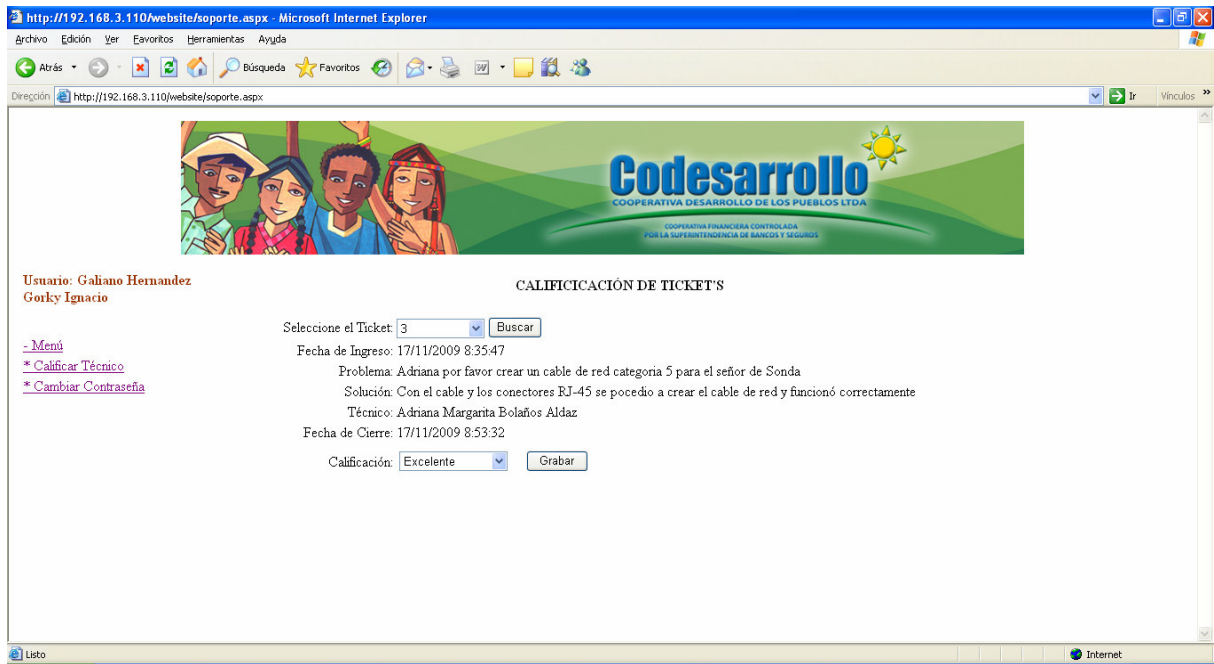 http://192.168.3.110/website/soporte.aspx - Microsoft Internet Explorer
Archivo Edición Ver Favoritos Herramientas Ayuda
Atrás Búsqueda Favoritos
Dirección http://192.168.3.110/website/soporte.aspx Ir Vínculos »
Codesarrollo
COOPERATIVA DESARROLLO DE LOS PUEBLOS LTDA
COOPERATIVA FINANCIERA CONTROLADA
POR LA SUPERINTENDENCIA DE BANCOS Y SEGUROS
Usuario: Galiano Hernandez
Gorky Ignacio
CALIFICICACIÓN DE TICKET'S
- Menú
* Calificar Técnico
* Cambiar Contraseña
Seleccione el Ticket: 3 Buscar
Fecha de Ingreso: 17/11/2009 8:35:47
Problema: Adriana por favor crear un cable de red categoria 5 para el señor de Sonda
Solución: Con el cable y los conectores RJ-45 se pocedio a crear el cable de red y funcionó correctamente
Técnico: Adriana Margarita Bolaños Aldaz
Fecha de Cierre: 17/11/2009 8:53:32
Calificación: Excelente Grabar
Listo Internet